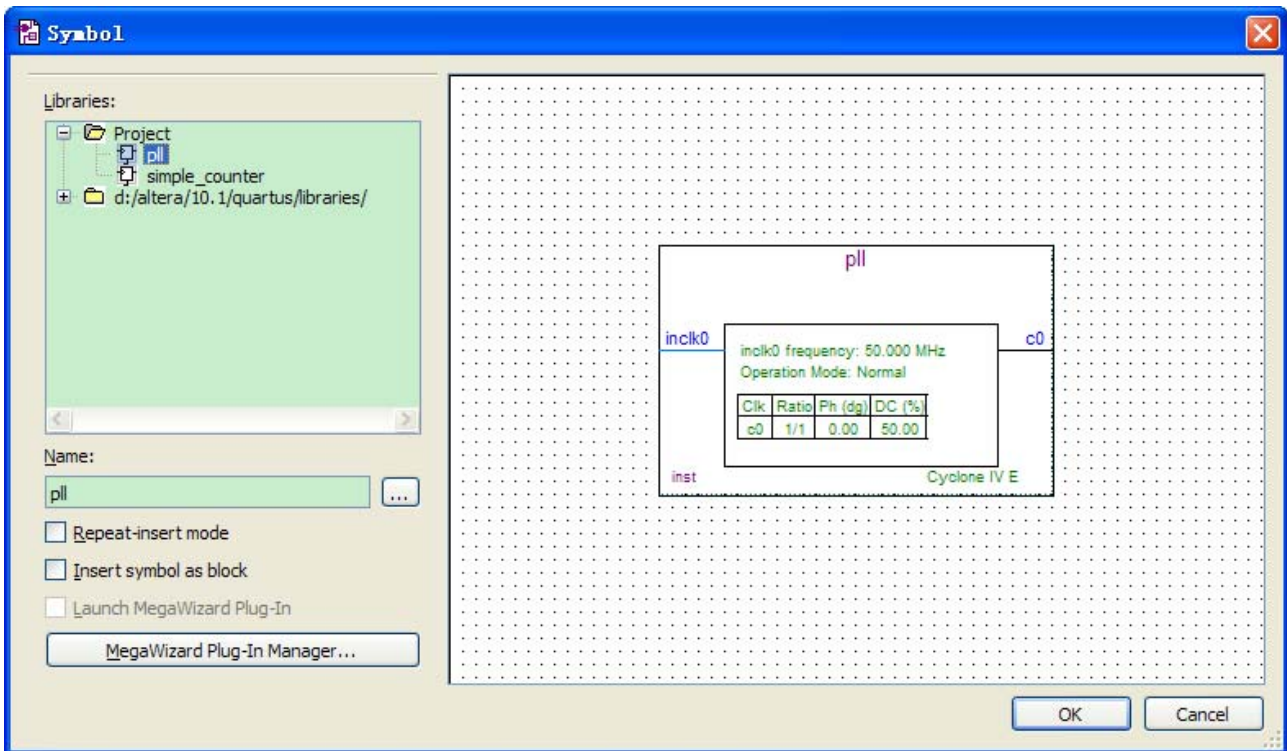 Symbol
Libraries:
Project
pll
simple_counter
d:/altera/10.1/quartus/libraries/
Name:
pll
...
Repeat-insert mode
Insert symbol as block
Launch MegaWizard Plug-In
MegaWizard Plug-In Manager...
pll
inclk0
c0
inclk0 frequency: 50.000 MHz
Operation Mode: Normal
Clk Ratio Ph (dg) DC (%)
c0 1/1 0.00 50.00
inst
Cyclone IV E
OK
Cancel